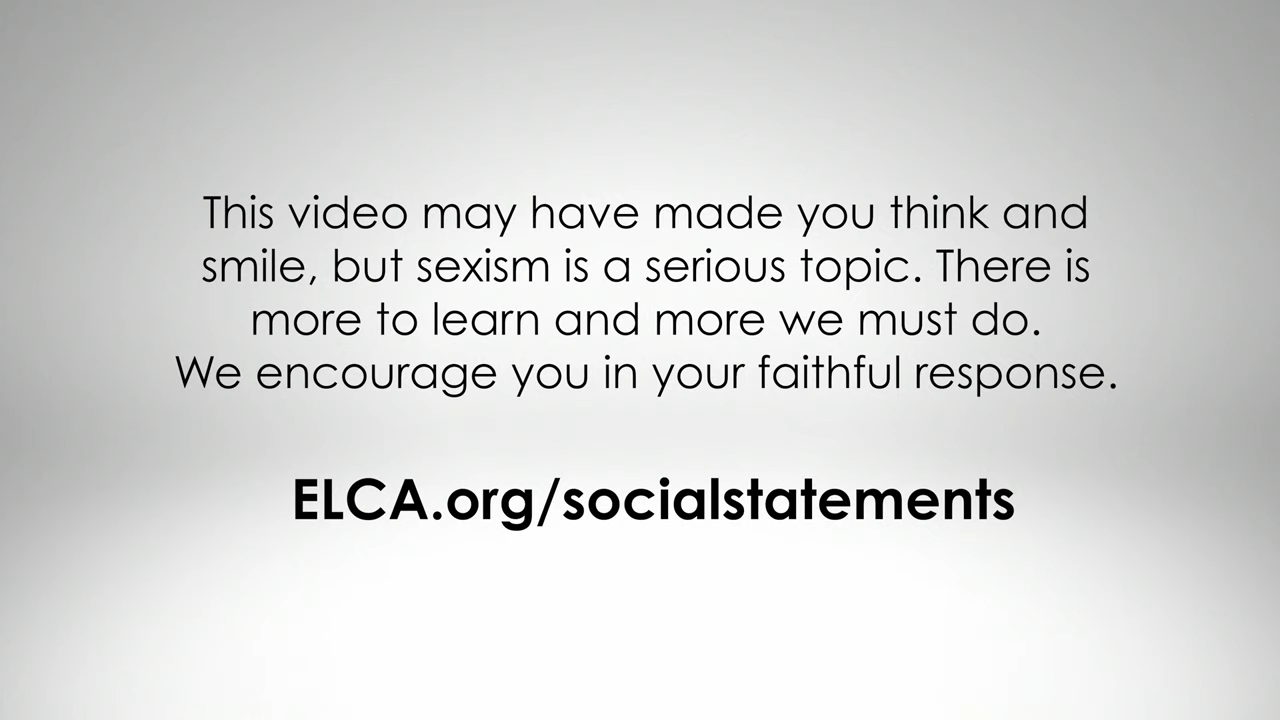 This video may have made you think and
smile, but sexism is a serious topic. There is
more to learn and more we must do.
We encourage you in your faithful response.
ELCA.org/socialstatements